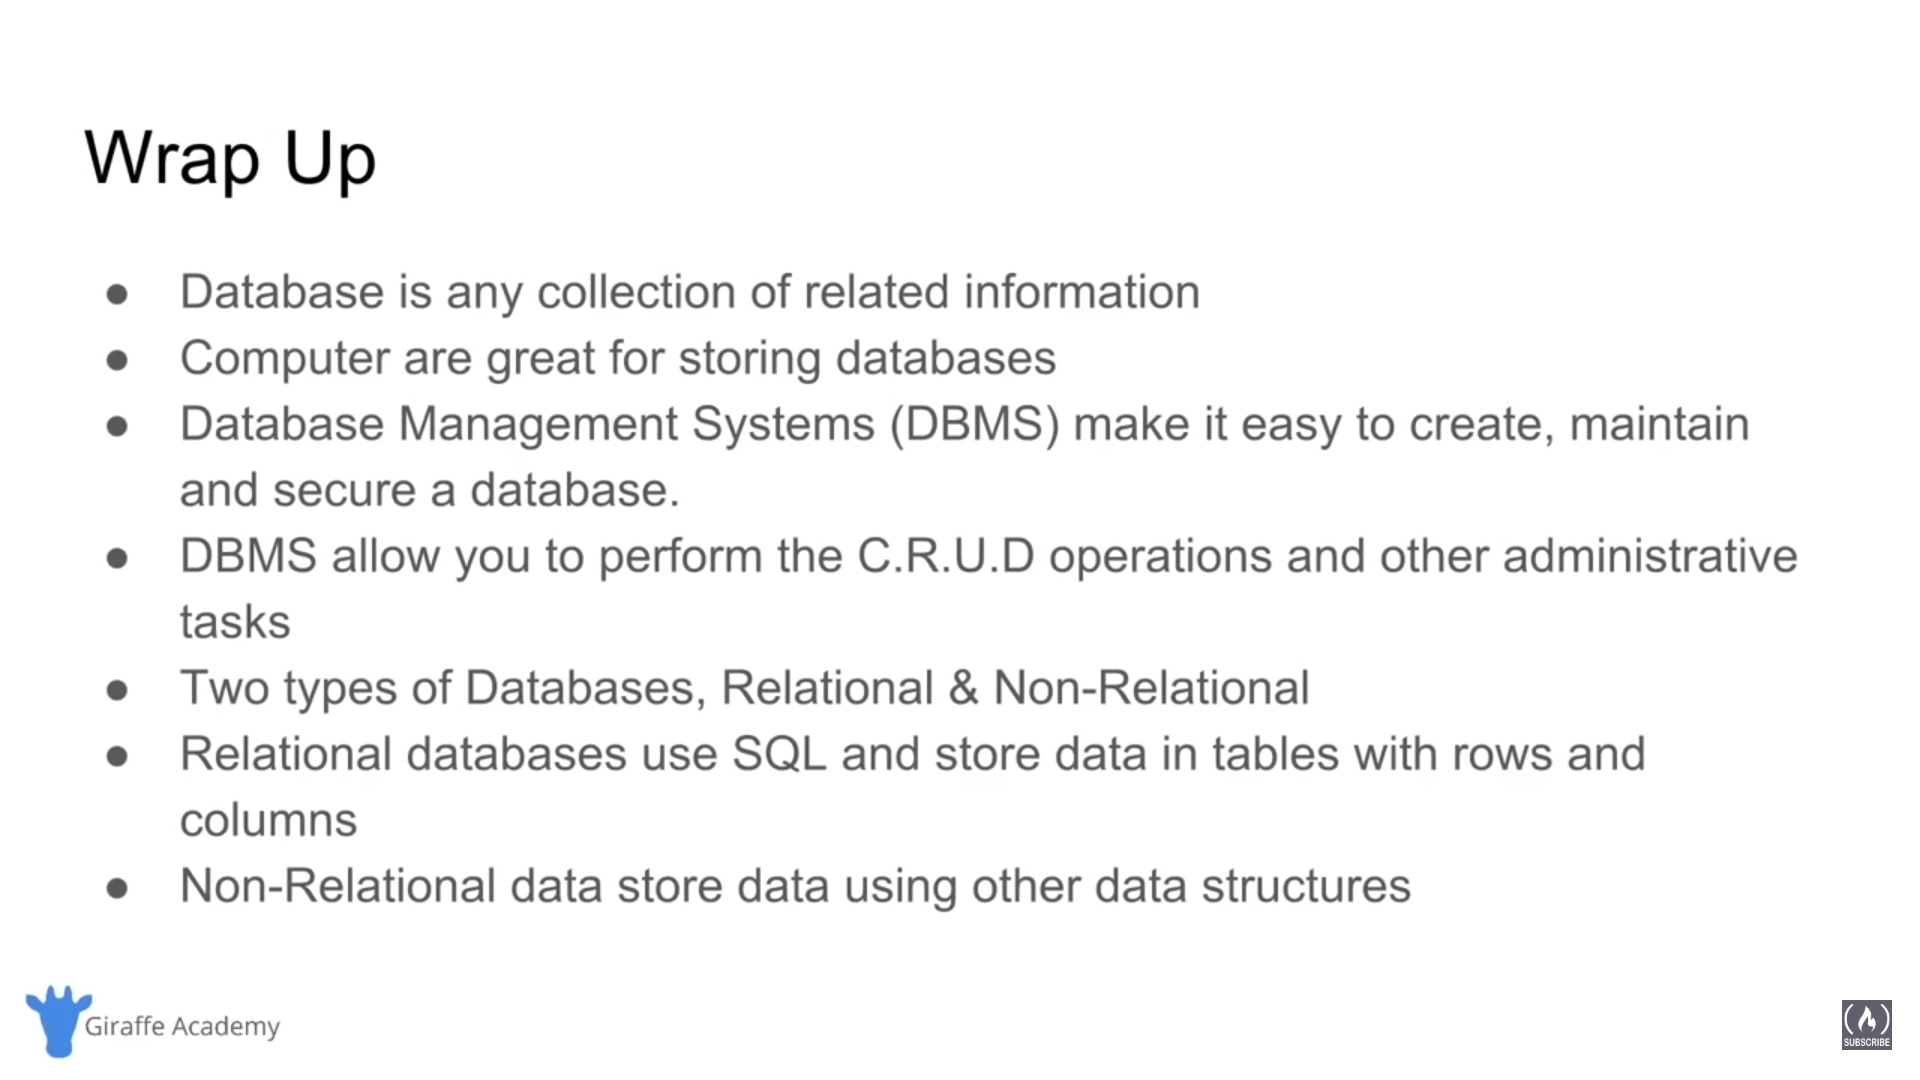 Wrap Up
● Database is any collection of related information
● Computer are great for storing databases
● Database Management Systems (DBMS) make it easy to create, maintain
and secure a database.
● DBMS allow you to perform the C.R.U.D operations and other administrative
tasks
● Two types of Databases, Relational & Non-Relational
● Relational databases use SQL and store data in tables with rows and
columns
● Non-Relational data store data using other data structures
Giraffe Academy
SUBSCRIBE